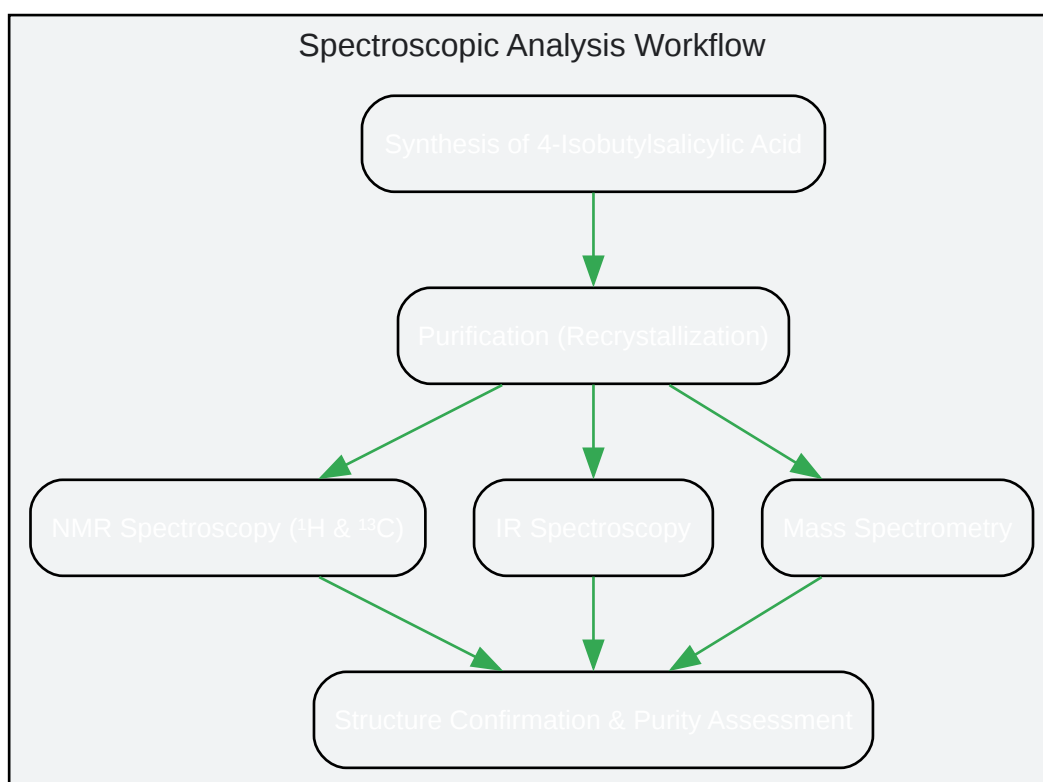 Spectroscopic Analysis Workflow
Synthesis of 4-Isobutylsalicylic Acid
Purification (Recrystallization)
NMR Spectroscopy (¹H & ¹³C)
IR Spectroscopy
Mass Spectrometry
Structure Confirmation & Purity Assessment